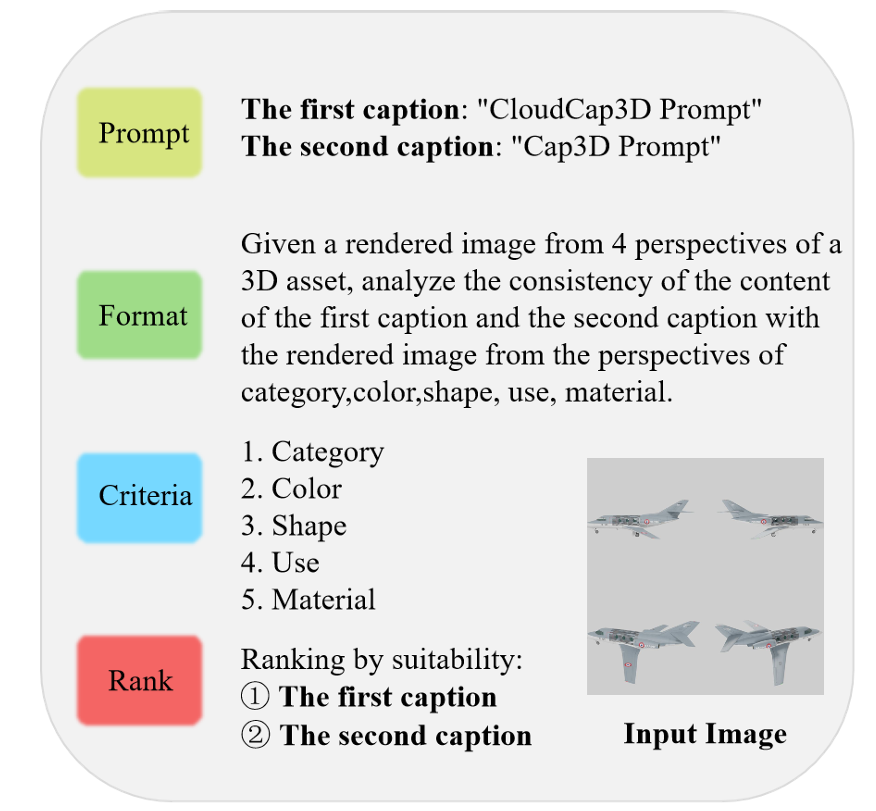 Prompt
The first caption: "CloudCap3D Prompt"
The second caption: "Cap3D Prompt"
Format
Given a rendered image from 4 perspectives of a
3D asset, analyze the consistency of the content
of the first caption and the second caption with
the rendered image from the perspectives of
category,color,shape, use, material.
Criteria
1. Category
2. Color
3. Shape
4. Use
5. Material
Rank
Ranking by suitability:
① The first caption
② The second caption
Input Image